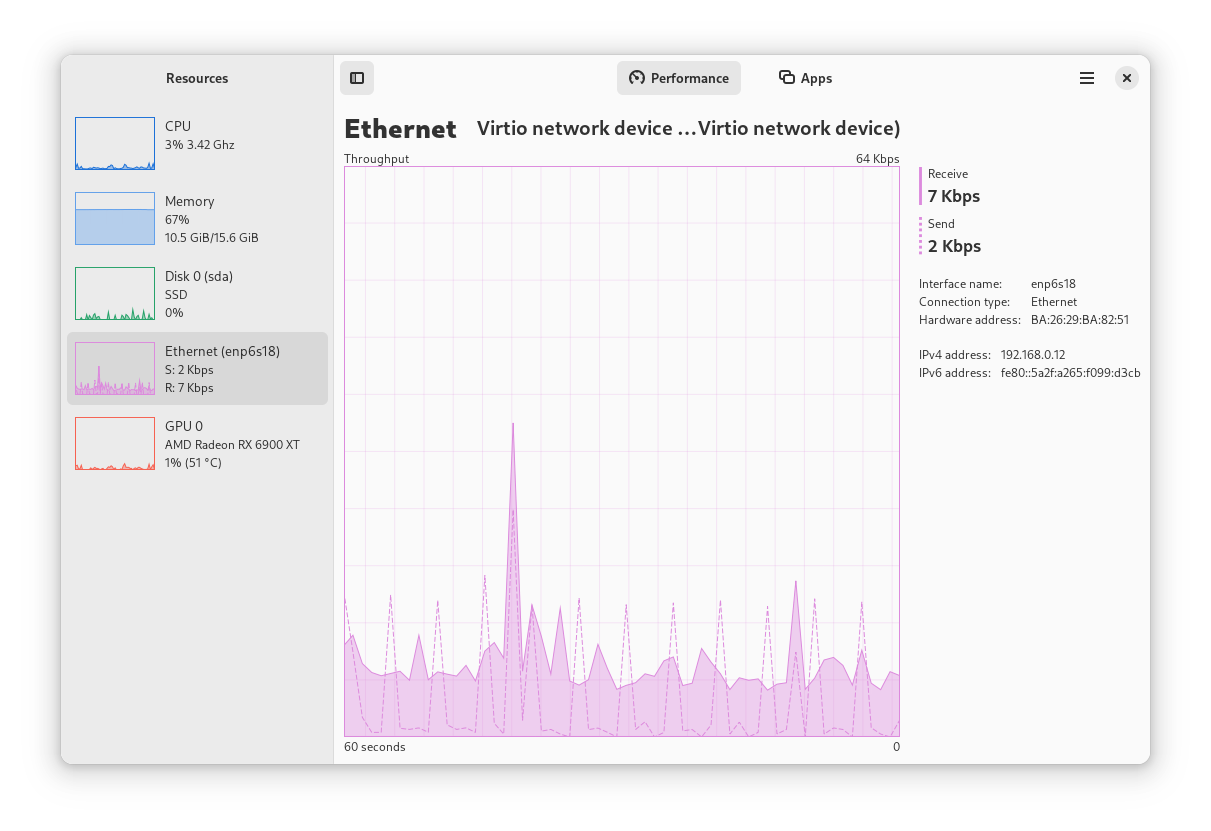 Resources
Performance
Apps
CPU
3% 3.42 Ghz
Memory
67%
10.5 GiB/15.6 GiB
Disk 0 (sda)
SSD
0%
Ethernet (enp6s18)
S: 2 Kbps
R: 7 Kbps
GPU 0
AMD Radeon RX 6900 XT
1% (51 °C)
Ethernet Virtio network device ...Virtio network device)
Throughput 64 Kbps
60 seconds 0
Receive
7 Kbps
Send
2 Kbps
Interface name: enp6s18
Connection type: Ethernet
Hardware address: BA:26:29:BA:82:51
IPv4 address: 192.168.0.12
IPv6 address: fe80::5a2f:a265:f099:d3cb